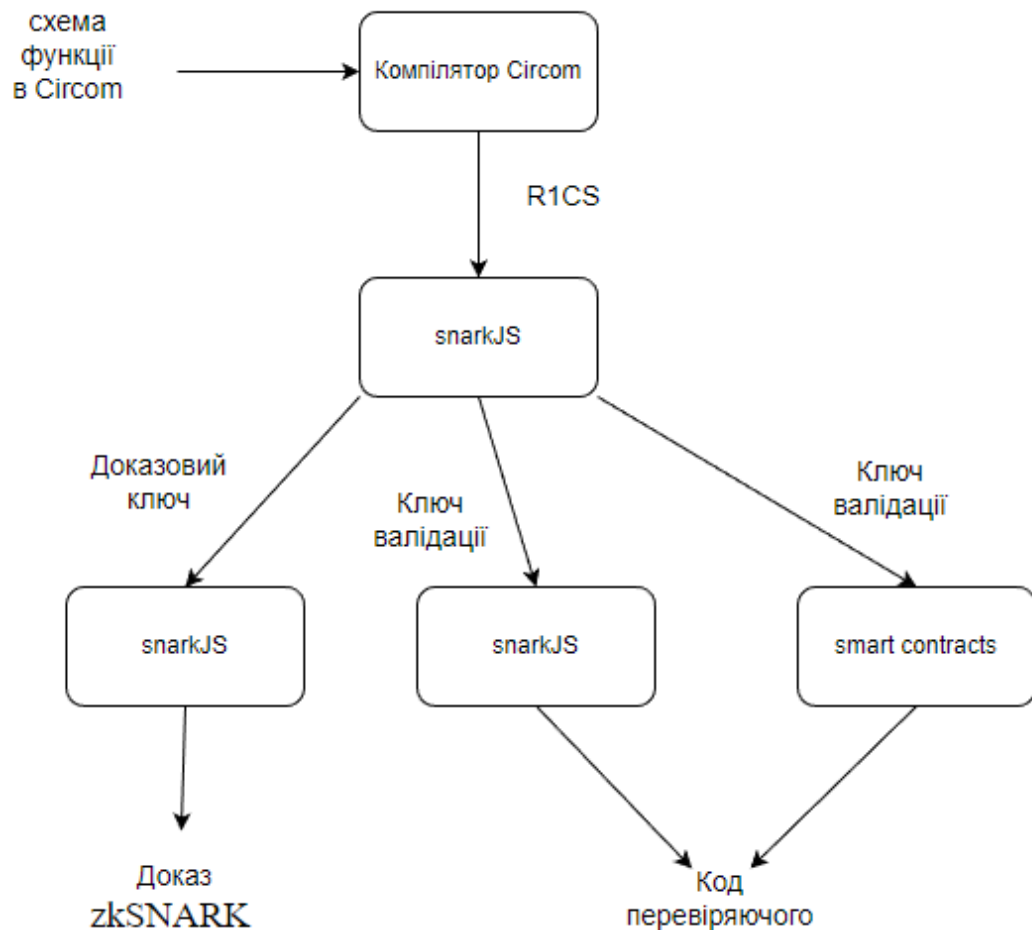 схема
функції
в Circom
Компілятор Circom
R1CS
snarkJS
Доказовий
ключ
Ключ
валідації
Ключ
валідації
snarkJS
snarkJS
smart contracts
Доказ
zkSNARK
Код
перевіряючого